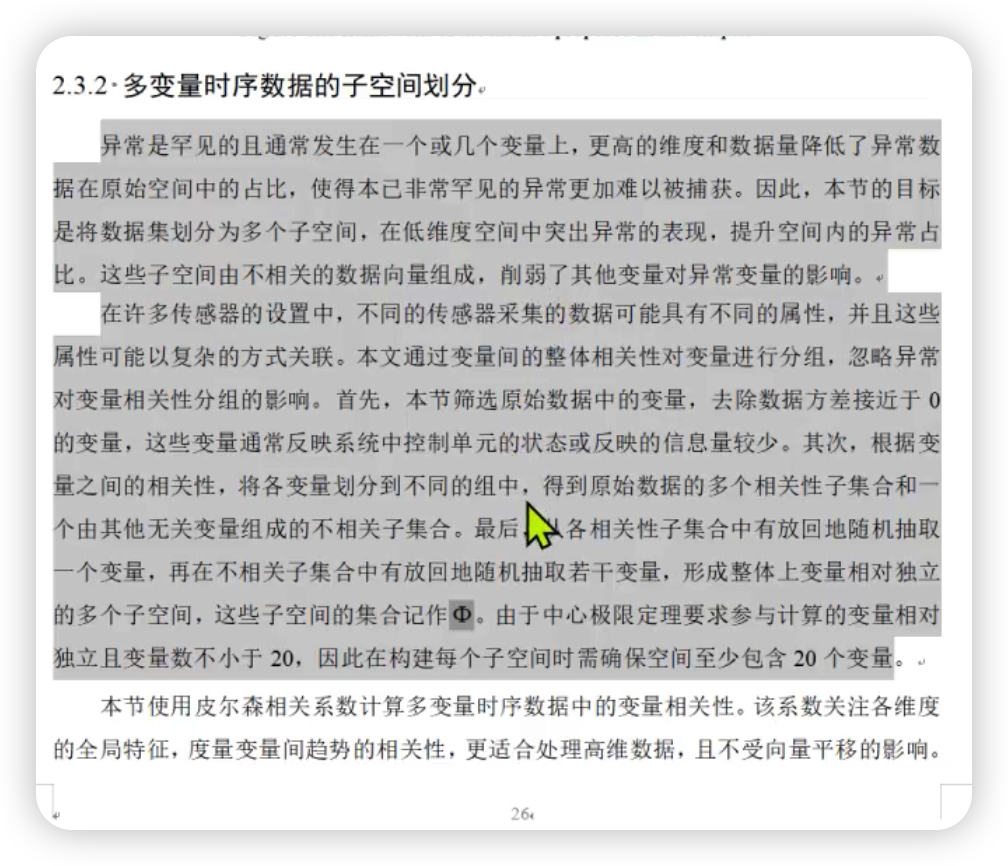 2.3.2 多变量时序数据的子空间划分
异常是罕见的且通常发生在一个或几个变量上，更高的维度和数据量降低了异常数
据在原始空间中的占比，使得本已非常罕见的异常更加难以被捕获。因此，本节的目标
是将数据集划分为多个子空间，在低维度空间中突出异常的表现，提升空间内的异常占
比。这些子空间由不相关的数据向量组成，削弱了其他变量对异常变量的影响。
在许多传感器的设置中，不同的传感器采集的数据可能具有不同的属性，并且这些
属性可能以复杂的方式关联。本文通过变量间的整体相关性对变量进行分组，忽略异常
对变量相关性分组的影响。首先，本节筛选原始数据中的变量，去除数据方差接近于 0
的变量，这些变量通常反映系统中控制单元的状态或反映的信息量较少。其次，根据变
量之间的相关性，将各变量划分到不同的组中，得到原始数据的多个相关性子集合和一
个由其他无关变量组成的不相关子集合。最后，从各相关性子集合中有放回地随机抽取
一个变量，再在不相关子集合中有放回地随机抽取若干变量，形成整体上变量相对独立
的多个子空间，这些子空间的集合记作 Φ。由于中心极限定理要求参与计算的变量相对
独立且变量数不小于 20，因此在构建每个子空间时需确保空间至少包含 20 个变量。
本节使用皮尔森相关系数计算多变量时序数据中的变量相关性。该系数关注各维度
的全局特征，度量变量间趋势的相关性，更适合处理高维数据，且不受向量平移的影响。
26